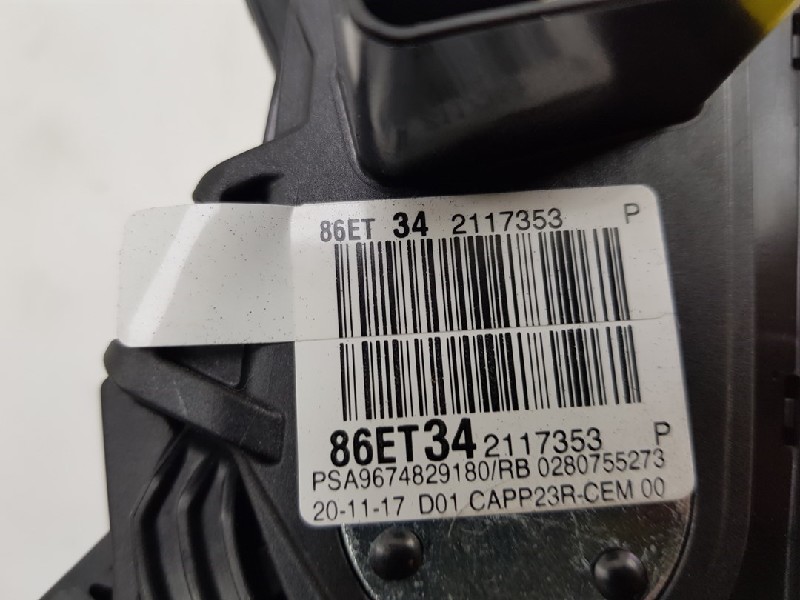 86ET 34 2117353 P
86ET34 2117353 P
PSA9674829180/RB 0280755273
20-11-17 D01 CAPP23R-CEM 00